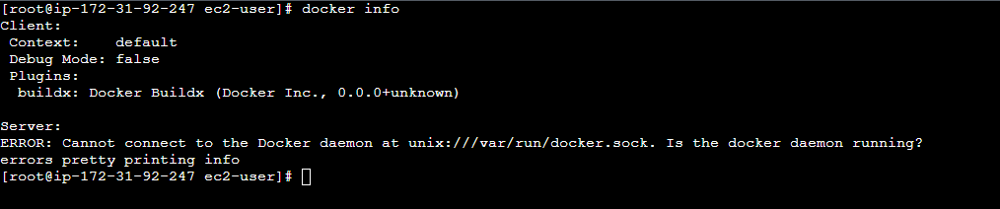 [root@ip-172-31-92-247 ec2-user]# docker info
Client:
 Context:    default
 Debug Mode: false
 Plugins:
  buildx: Docker Buildx (Docker Inc., 0.0.0+unknown)

Server:
ERROR: Cannot connect to the Docker daemon at unix:///var/run/docker.sock. Is the docker daemon running?
errors pretty printing info
[root@ip-172-31-92-247 ec2-user]#